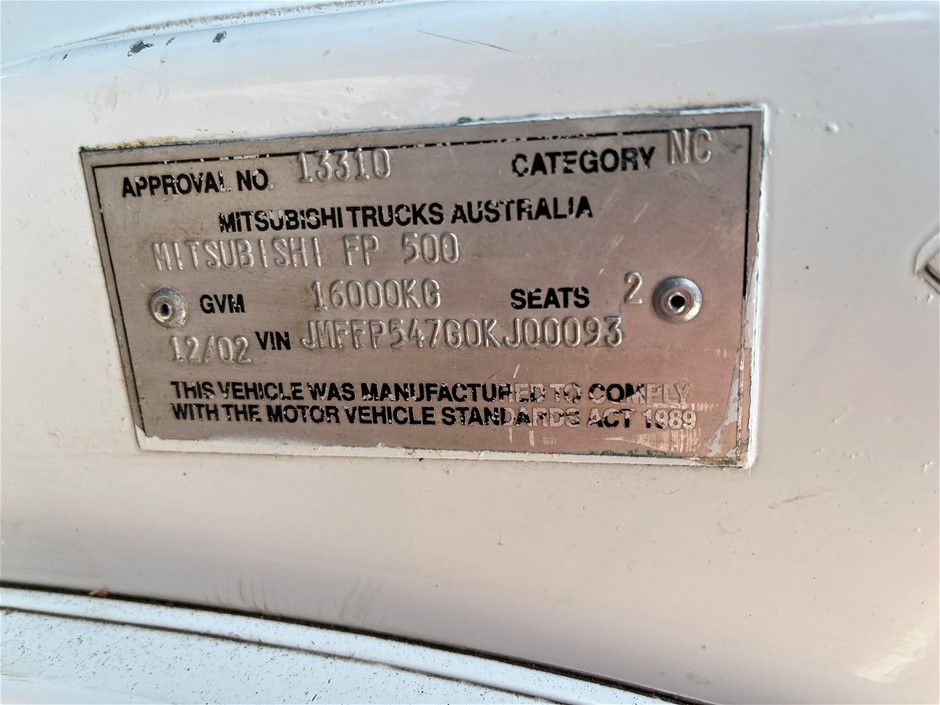 APPROVAL NO. 13310 CATEGORY NC
MITSUBISHI TRUCKS AUSTRALIA
MITSUBISHI FP 500
GVM 16000KG SEATS 2
12/02 VIN JMFFP547G0KJ00093
THIS VEHICLE WAS MANUFACTURED TO COMPLY
WITH THE MOTOR VEHICLE STANDARDS ACT 1989